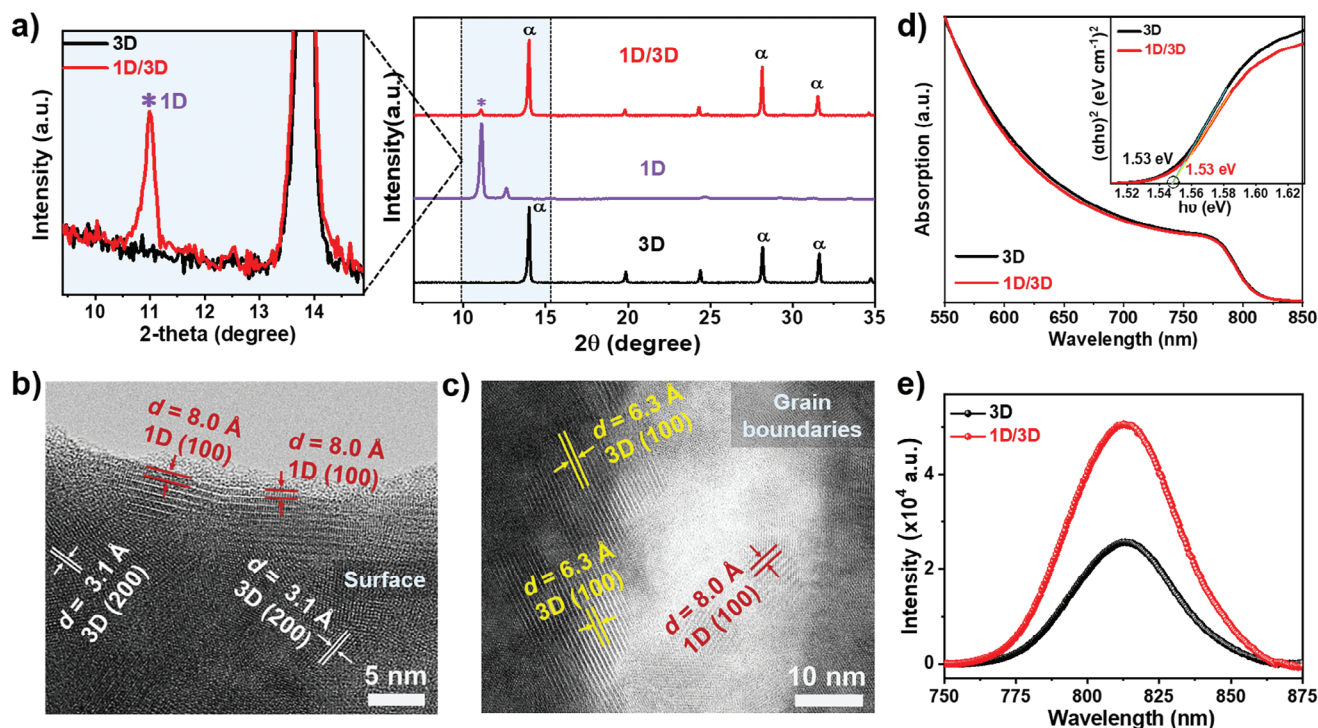 a)
3D
1D/3D
* 1D
Intensity (a.u.)
10 11 12 13 14
2-theta (degree)
α
1D/3D
α
α
*
1D
α
3D
α
α
Intensity(a.u.)
10 15 20 25 30 35
2θ (degree)
d)
3D
1D/3D
(αhυ)² (eV cm⁻¹)²
1.53 eV
1.53 eV
1.52 1.54 1.56 1.58 1.60 1.62
hυ (eV)
Absorption (a.u.)
3D
1D/3D
550 600 650 700 750 800 850
Wavelength (nm)
b)
d = 8.0 Å
1D (100)
d = 8.0 Å
1D (100)
d = 3.1 Å
3D (200)
d = 3.1 Å
3D (200)
Surface
5 nm
c)
Grain
boundaries
d = 6.3 Å
3D (100)
d = 6.3 Å
3D (100)
d = 8.0 Å
1D (100)
10 nm
e)
3D
1D/3D
Intensity (x10⁴ a.u.)
4
2
0
750 775 800 825 850 875
Wavelength (nm)